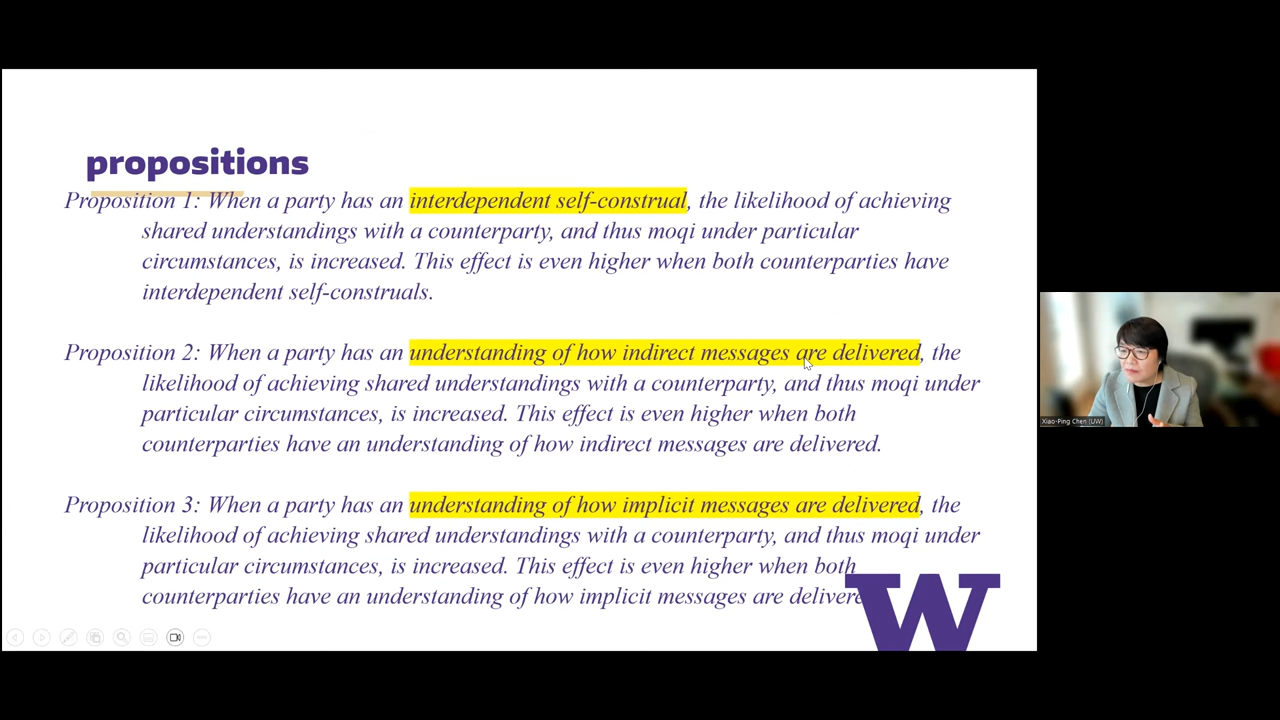 propositions
Proposition 1: When a party has an interdependent self-construal, the likelihood of achieving
shared understandings with a counterparty, and thus moqi under particular
circumstances, is increased. This effect is even higher when both counterparties have
interdependent self-construals.
Proposition 2: When a party has an understanding of how indirect messages are delivered, the
likelihood of achieving shared understandings with a counterparty, and thus moqi under
particular circumstances, is increased. This effect is even higher when both
counterparties have an understanding of how indirect messages are delivered.
Proposition 3: When a party has an understanding of how implicit messages are delivered, the
likelihood of achieving shared understandings with a counterparty, and thus moqi under
particular circumstances, is increased. This effect is even higher when both
counterparties have an understanding of how implicit messages are delivere
W
Xiao-Ping Chen (UW)